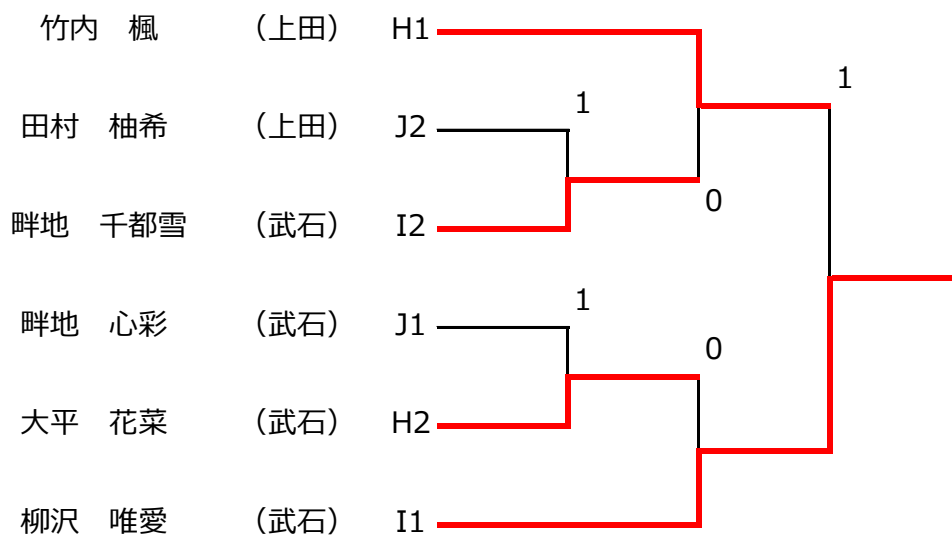 竹内　楓　（上田）　H1
1
1
田村　柚希　（上田）　J2
0
畔地　千都雪　（武石）　I2
1
畔地　心彩　（武石）　J1
0
大平　花菜　（武石）　H2
柳沢　唯愛　（武石）　I1